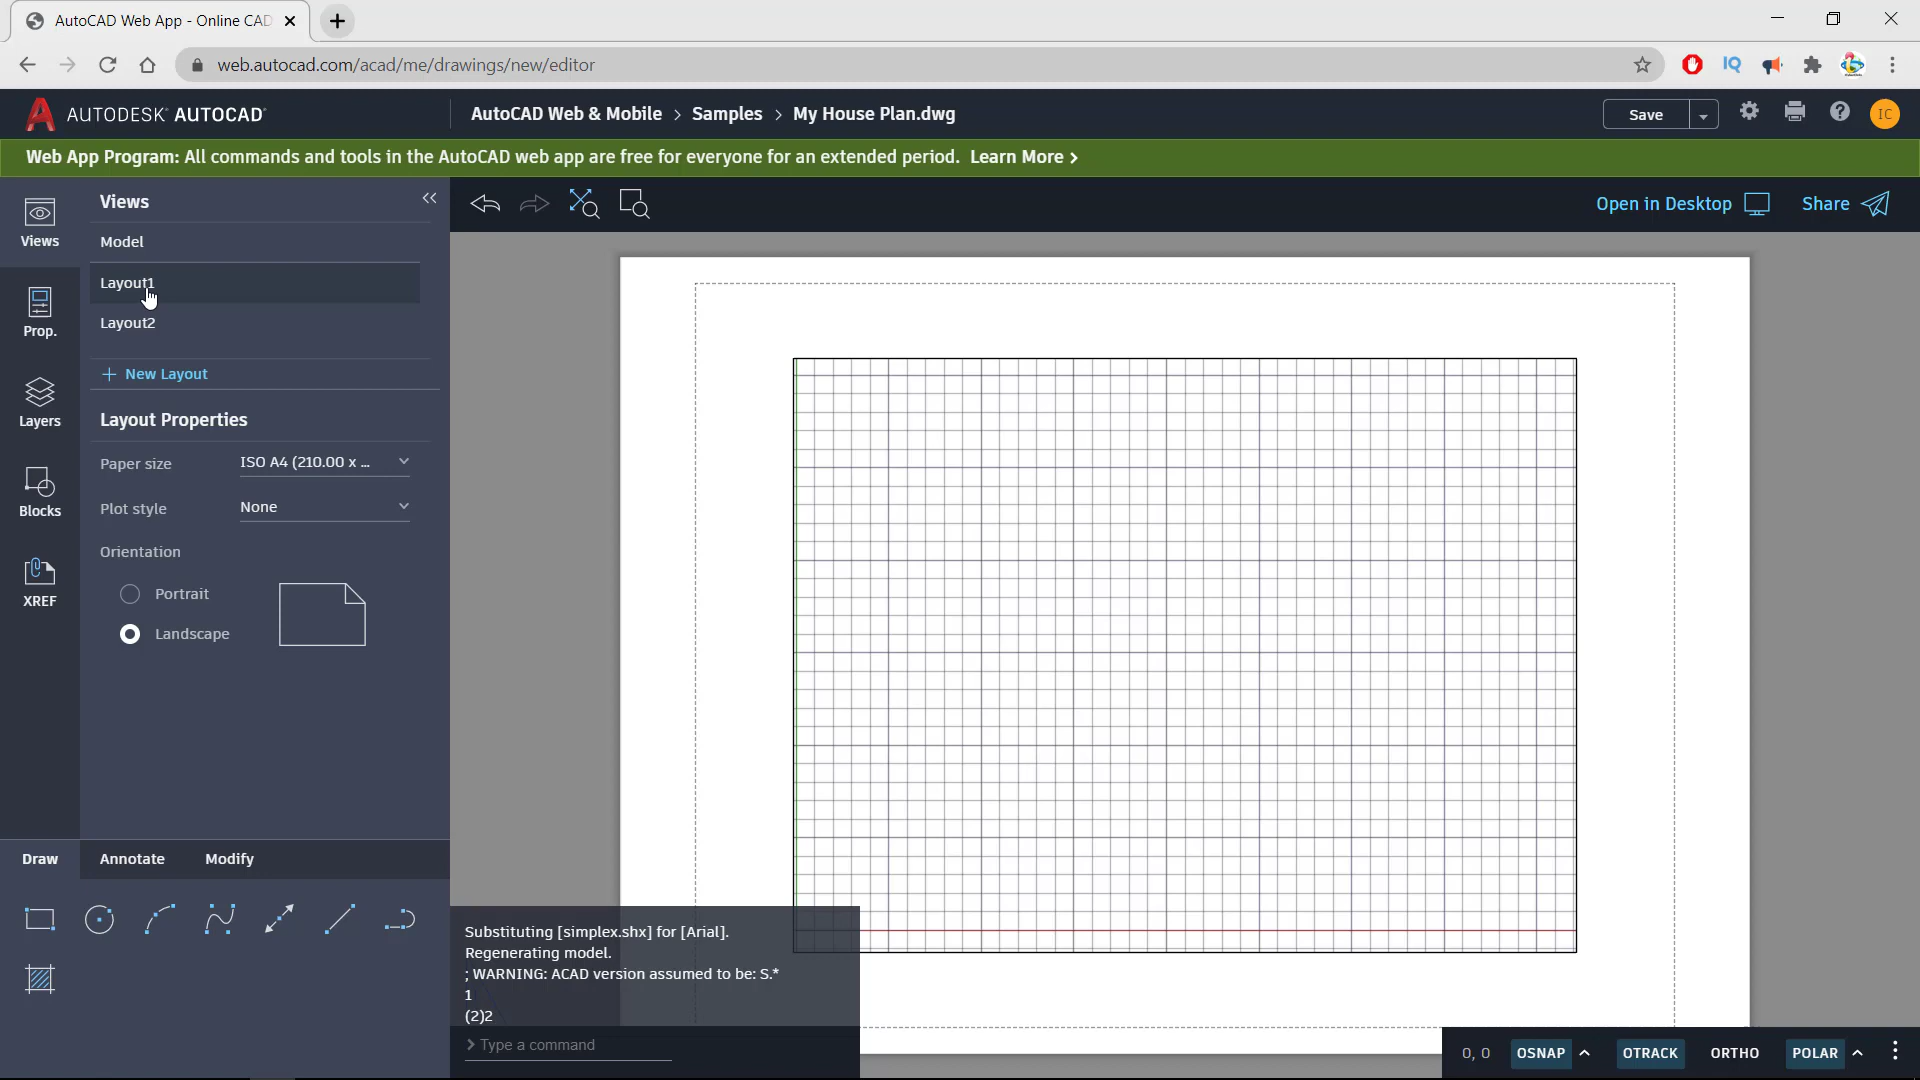 AutoCAD Web App - Online CAD
web.autocad.com/acad/me/drawings/new/editor
IQ
AUTODESK® AUTOCAD®
AutoCAD Web & Mobile > Samples > My House Plan.dwg
Save
IC
Web App Program: All commands and tools in the AutoCAD web app are free for everyone for an extended period. Learn More >
Views
Views
Model
Layout1
Layout2
+ New Layout
Prop.
Layers
Blocks
XREF
Open in Desktop
Share
Layout Properties
Paper size
ISO A4 (210.00 x ...
Plot style
None
Orientation
Portrait
Landscape
Draw
Annotate
Modify
Substituting [simplex.shx] for [Arial].
Regenerating model.
; WARNING: ACAD version assumed to be: S.*
1
(2)2
> Type a command
0, 0
OSNAP
OTRACK
ORTHO
POLAR